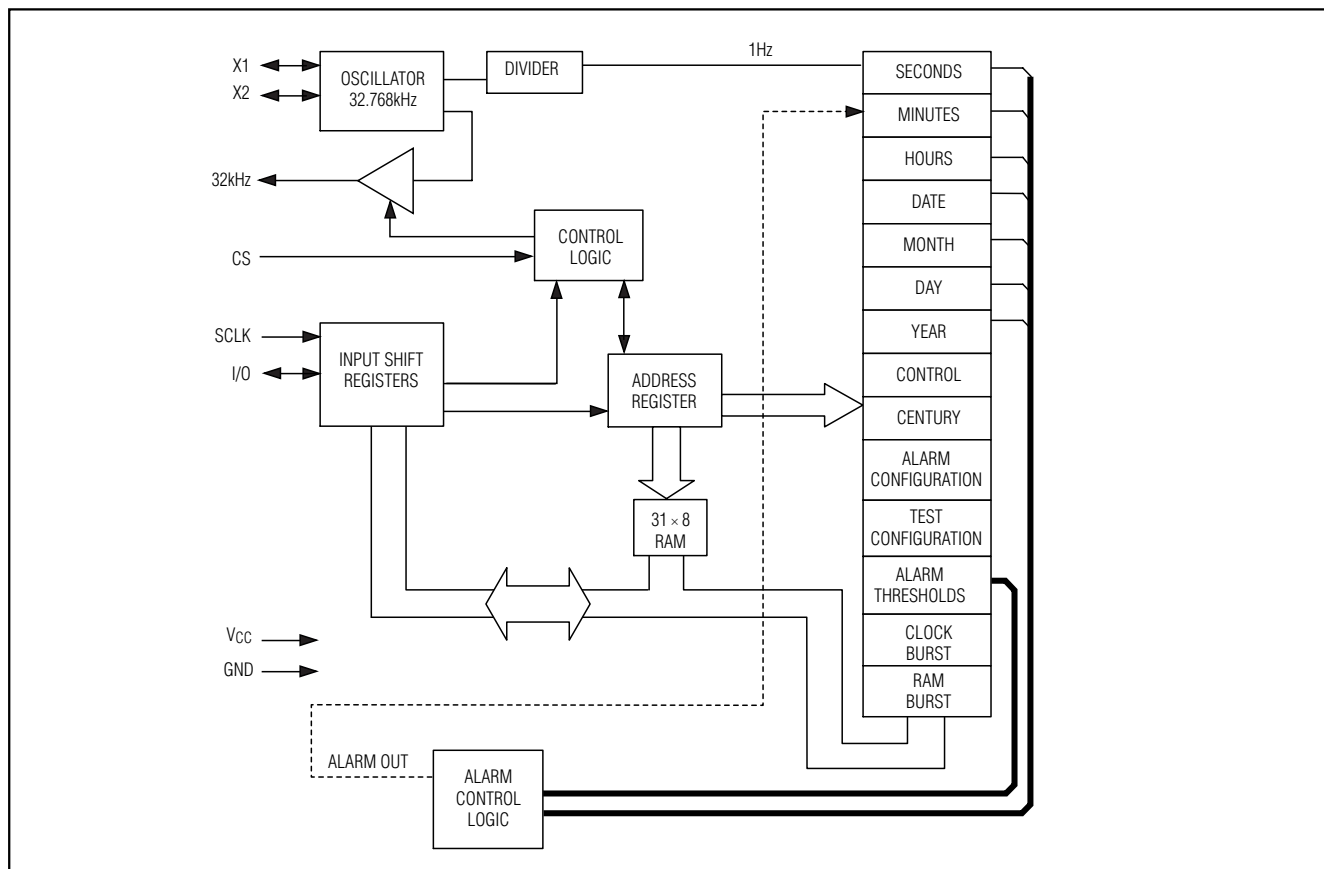 X1
X2
OSCILLATOR
32.768kHz
DIVIDER
1Hz
32kHz
CS
CONTROL
LOGIC
SCLK
I/O
INPUT SHIFT
REGISTERS
ADDRESS
REGISTER
31 × 8
RAM
VCC
GND
ALARM OUT
ALARM
CONTROL
LOGIC
SECONDS
MINUTES
HOURS
DATE
MONTH
DAY
YEAR
CONTROL
CENTURY
ALARM
CONFIGURATION
TEST
CONFIGURATION
ALARM
THRESHOLDS
CLOCK
BURST
RAM
BURST